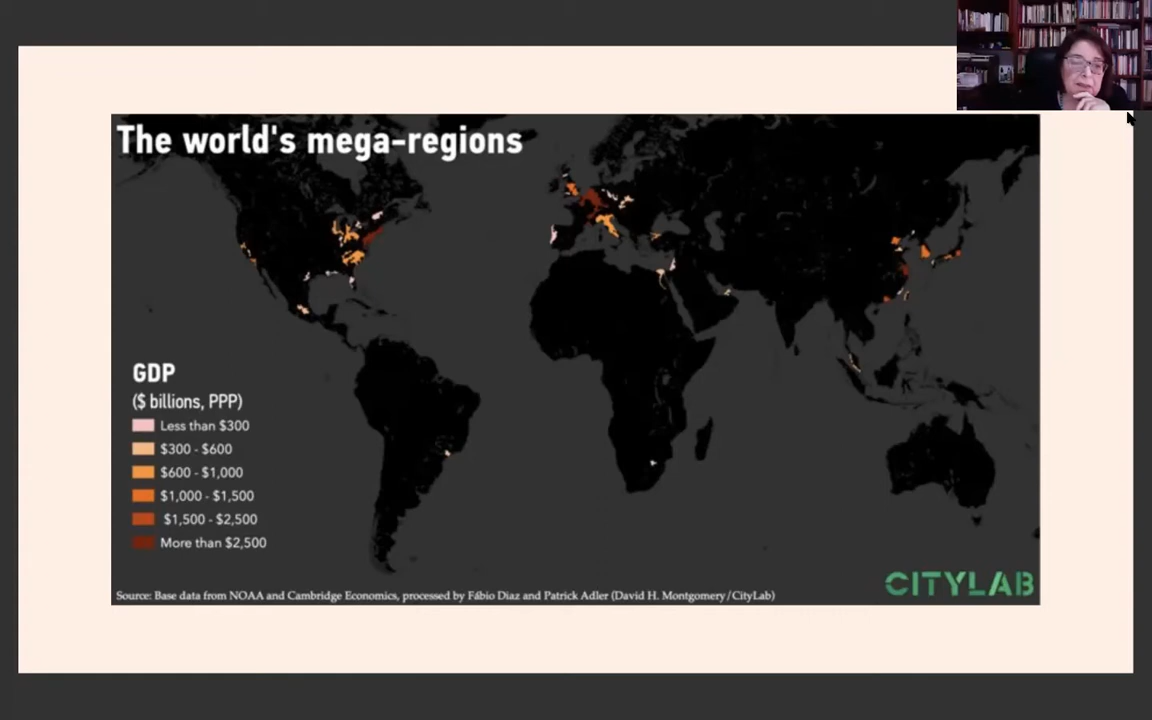 The world's mega-regions
GDP
($ billions, PPP)
Less than $300
$300 - $600
$600 - $1,000
$1,000 - $1,500
$1,500 - $2,500
More than $2,500
Source: Base data from NOAA and Cambridge Economics, processed by Fábio Diaz and Patrick Adler (David H. Montgomery/CityLab)
CITYLAB